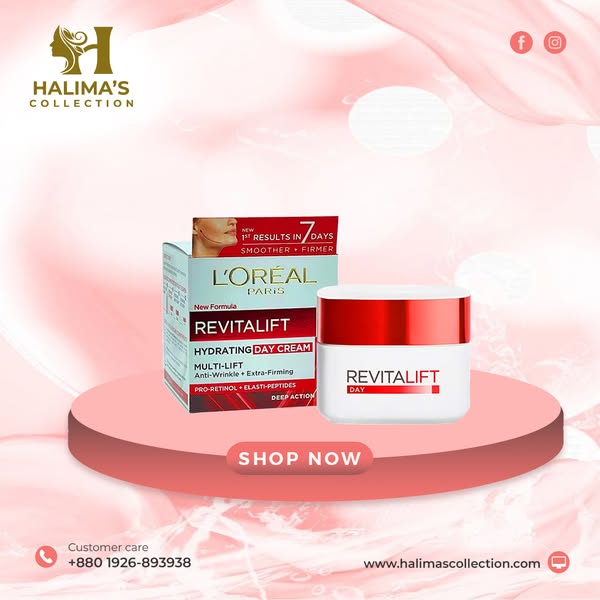 HALIMA'S
COLLECTION
NEW
1ST RESULTS IN 7 DAYS
SMOOTHER + FIRMER
L'ORÉAL
PARIS
New Formula
REVITALIFT
HYDRATING DAY CREAM
MULTI-LIFT
Anti-Wrinkle + Extra-Firming
PRO-RETINOL + ELASTI-PEPTIDES
DEEP ACTION
REVITALIFT
DAY
SHOP NOW
Customer care
+880 1926-893938
www.halimascollection.com